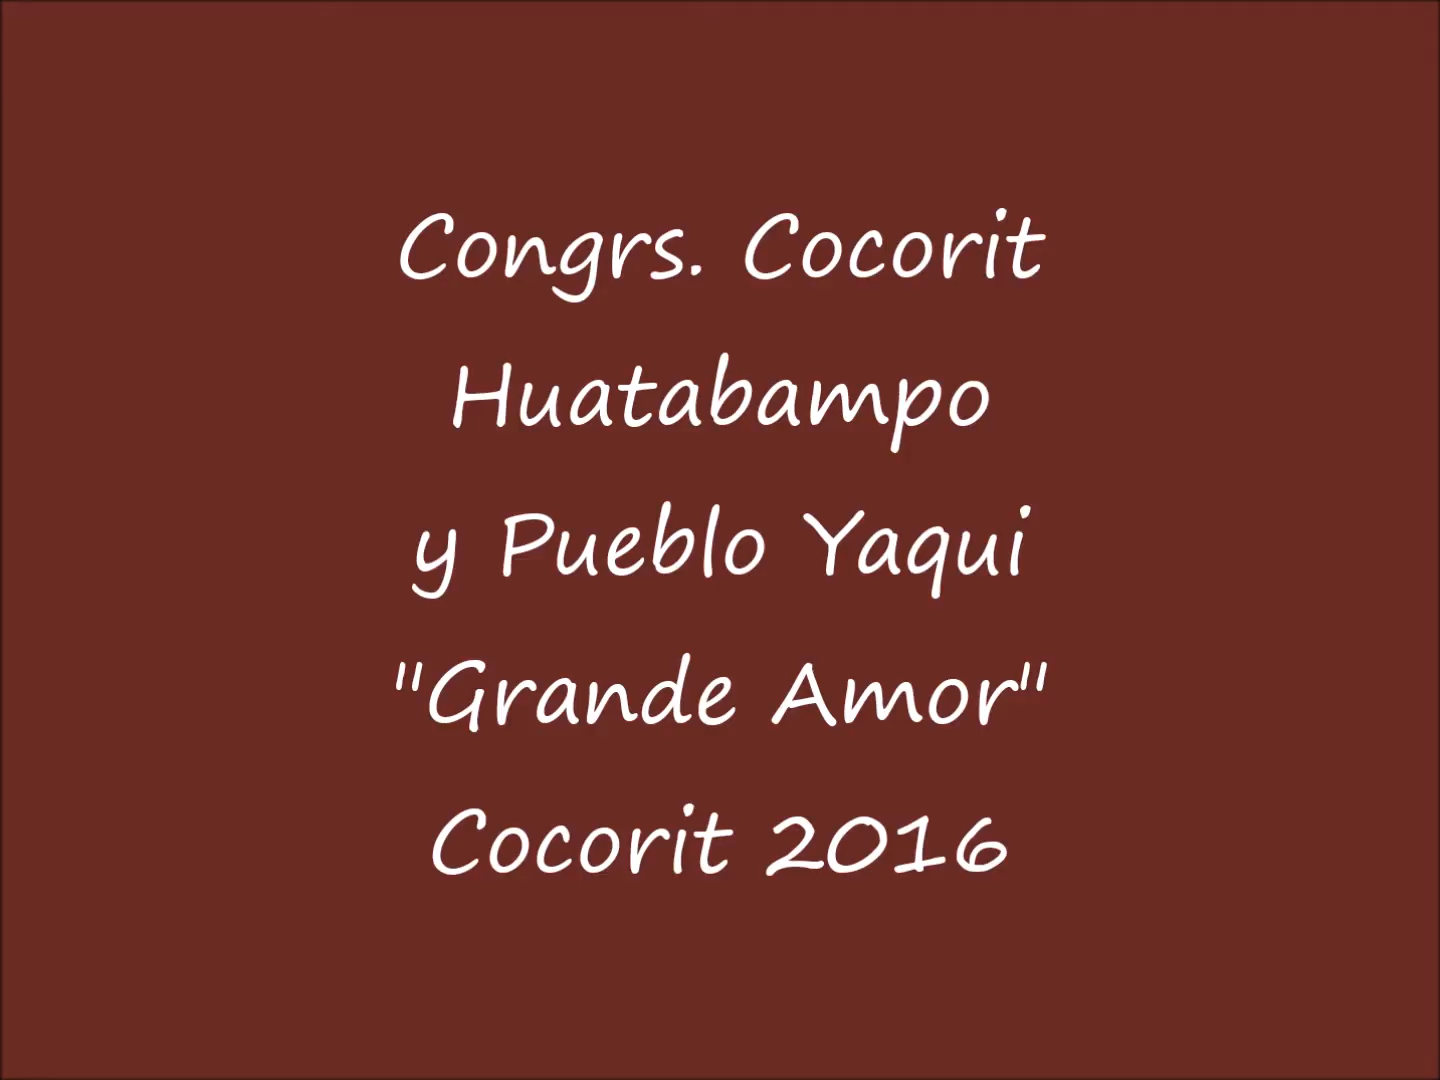 Congrs. Cocorit
Huatabampo
y Pueblo Yaqui
"Grande Amor"
Cocorit 2016